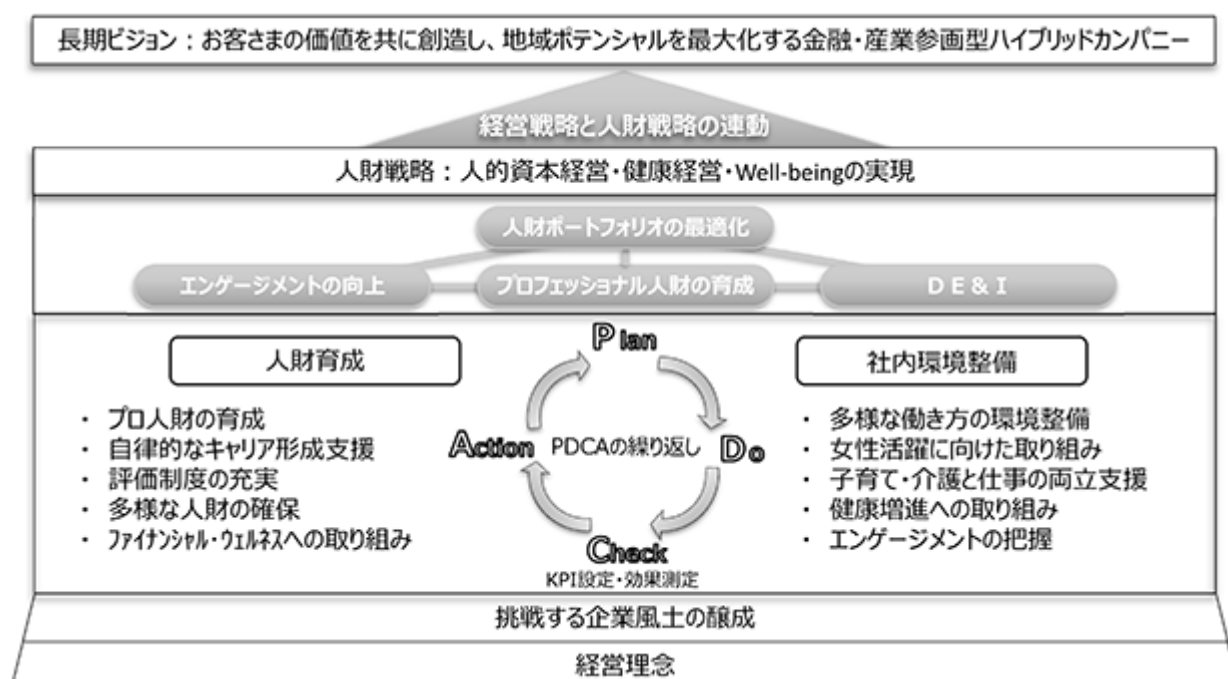 長期ビジョン：お客さまの価値を共に創造し、地域ポテンシャルを最大化する金融・産業参画型ハイブリッドカンパニー
経営戦略と人財戦略の連動
人財戦略：人的資本経営・健康経営・Well-beingの実現
人財ポートフォリオの最適化
エンゲージメントの向上
プロフェッショナル人財の育成
ＤＥ＆Ｉ
人財育成
・ プロ人財の育成
・ 自律的なキャリア形成支援
・ 評価制度の充実
・ 多様な人財の確保
・ ﾌｧｲﾅﾝｼｬﾙ・ｳｪﾙﾈｽへの取り組み
Plan
Do
Check
Action
PDCAの繰り返し
KPI設定・効果測定
社内環境整備
・ 多様な働き方の環境整備
・ 女性活躍に向けた取り組み
・ 子育て・介護と仕事の両立支援
・ 健康増進への取り組み
・ エンゲージメントの把握
挑戦する企業風土の醸成
経営理念